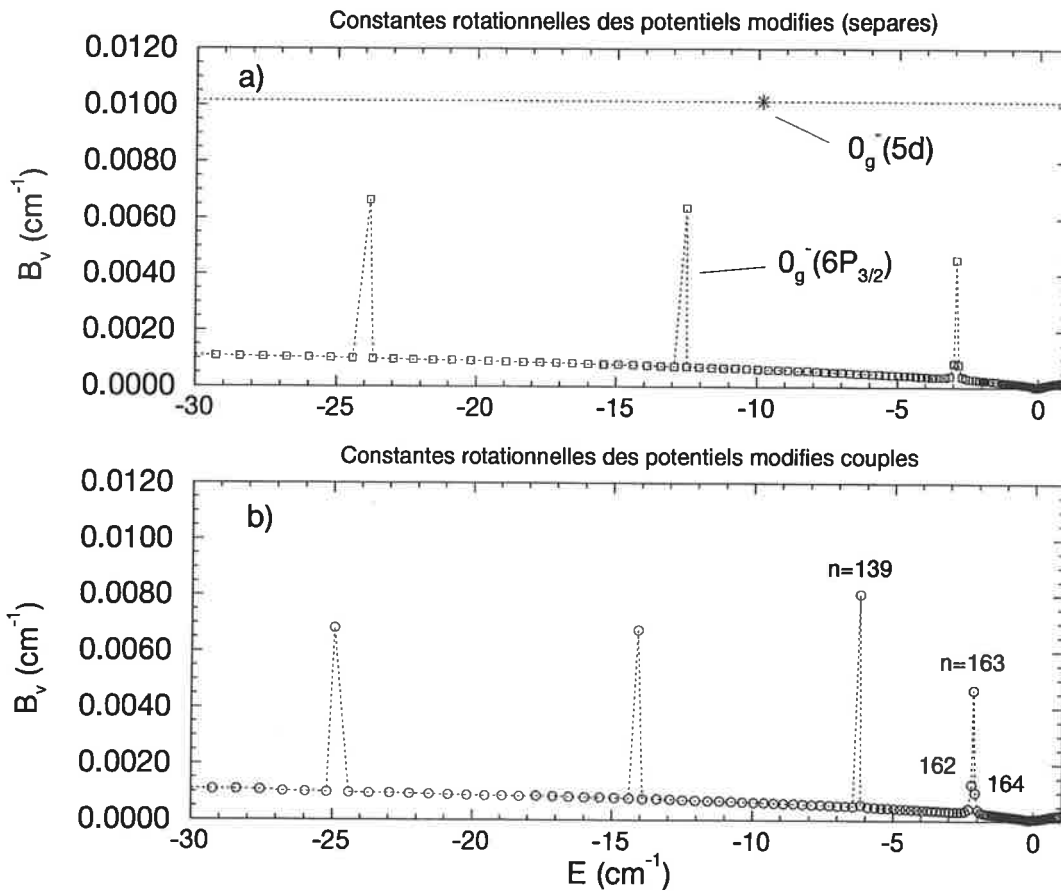 Constantes rotationnelles des potentiels modifies (separes)
a)
0.0120
0.0100
0.0080
0.0060
0.0040
0.0020
0.0000
B_v (cm^-1)
0_g^-(5d)
0_g^-(6P_3/2)
-30 -25 -20 -15 -10 -5 0
Constantes rotationnelles des potentiels modifies couples
b)
0.0120
0.0100
0.0080
0.0060
0.0040
0.0020
0.0000
B_v (cm^-1)
n=139
n=163
162
164
-30 -25 -20 -15 -10 -5 0
E (cm^-1)